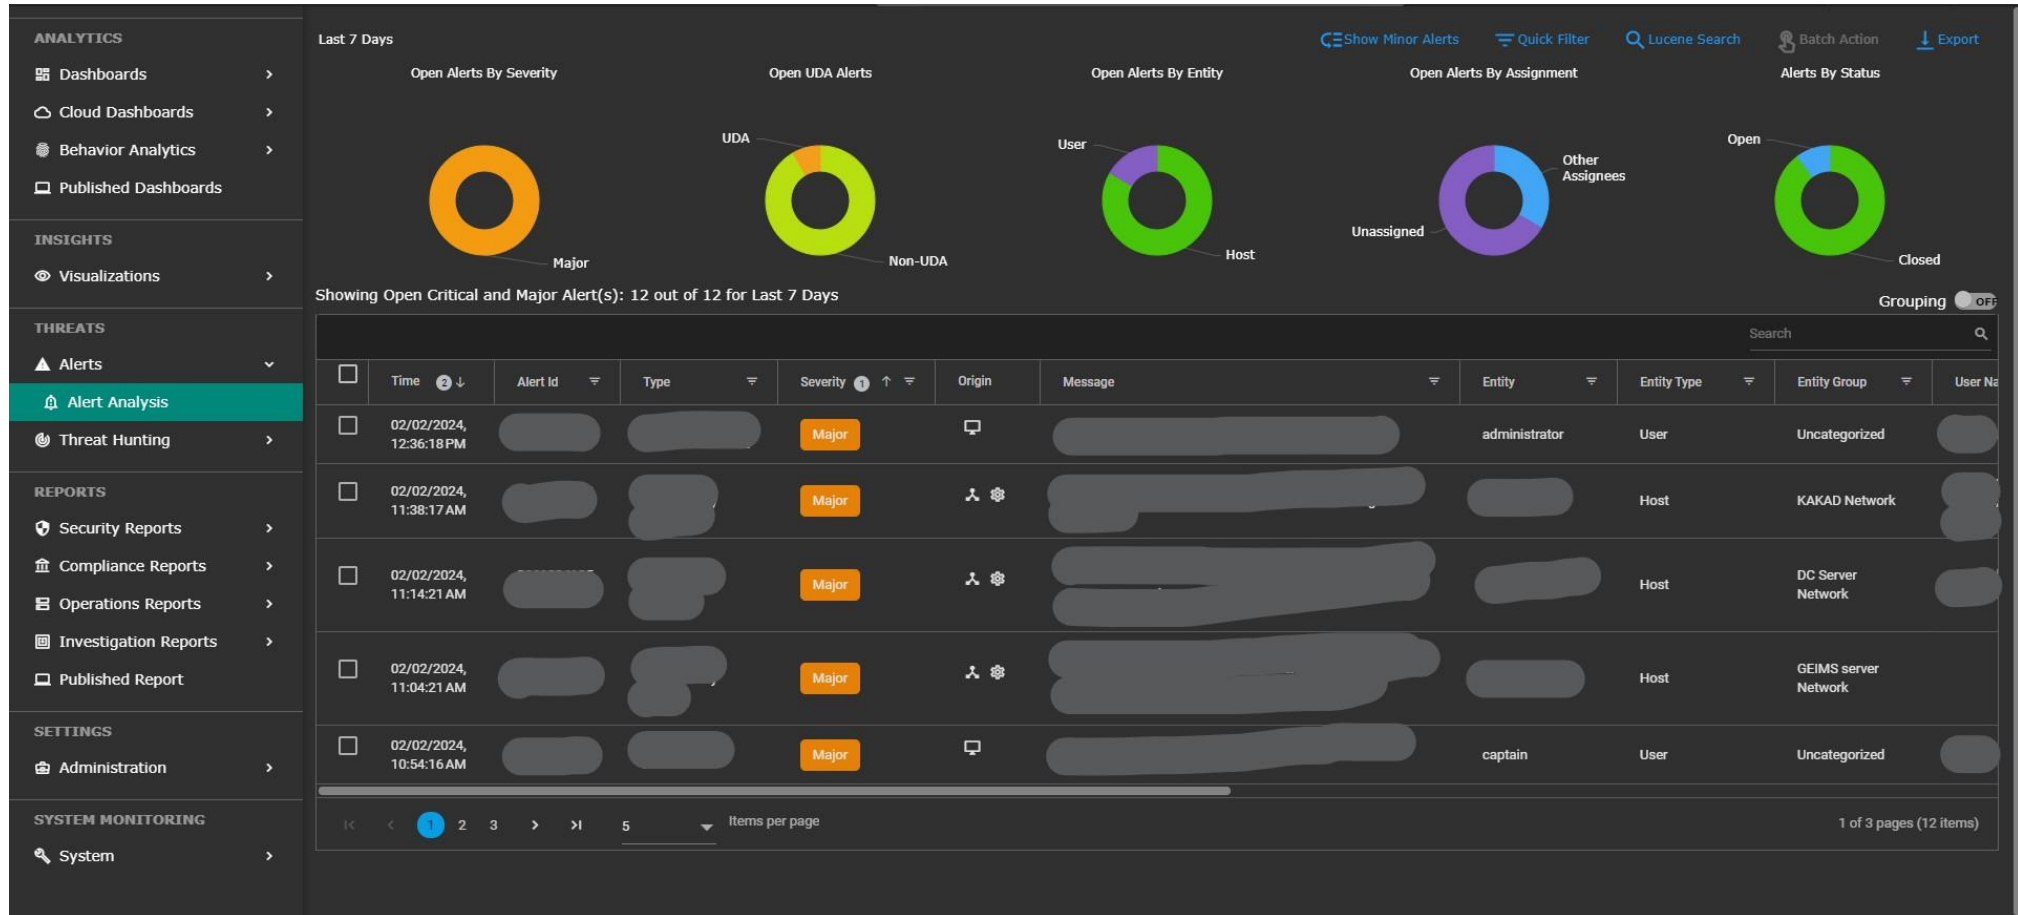 ANALYTICS
Dashboards
Cloud Dashboards
Behavior Analytics
Published Dashboards
INSIGHTS
Visualizations
THREATS
Alerts
Alert Analysis
Threat Hunting
REPORTS
Security Reports
Compliance Reports
Operations Reports
Investigation Reports
Published Report
SETTINGS
Administration
SYSTEM MONITORING
System
Last 7 Days
Show Minor Alerts
Quick Filter
Lucene Search
Batch Action
Export
Open Alerts By Severity
Major
Open UDA Alerts
UDA
Non-UDA
Open Alerts By Entity
User
Host
Open Alerts By Assignment
Other
Assignees
Unassigned
Alerts By Status
Open
Closed
Showing Open Critical and Major Alert(s): 12 out of 12 for Last 7 Days
Grouping OFF
Search
Time 2 Alert Id Type Severity 1 Origin Message Entity Entity Type Entity Group User Na
02/02/2024,
12:36:18 PM
Major
administrator
User
Uncategorized
02/02/2024,
11:38:17 AM
Major
Host
KAKAD Network
02/02/2024,
11:14:21 AM
Major
Host
DC Server
Network
02/02/2024,
11:04:21 AM
Major
Host
GEIMS server
Network
02/02/2024,
10:54:16 AM
Major
captain
User
Uncategorized
1 2 3
5
Items per page
1 of 3 pages (12 items)